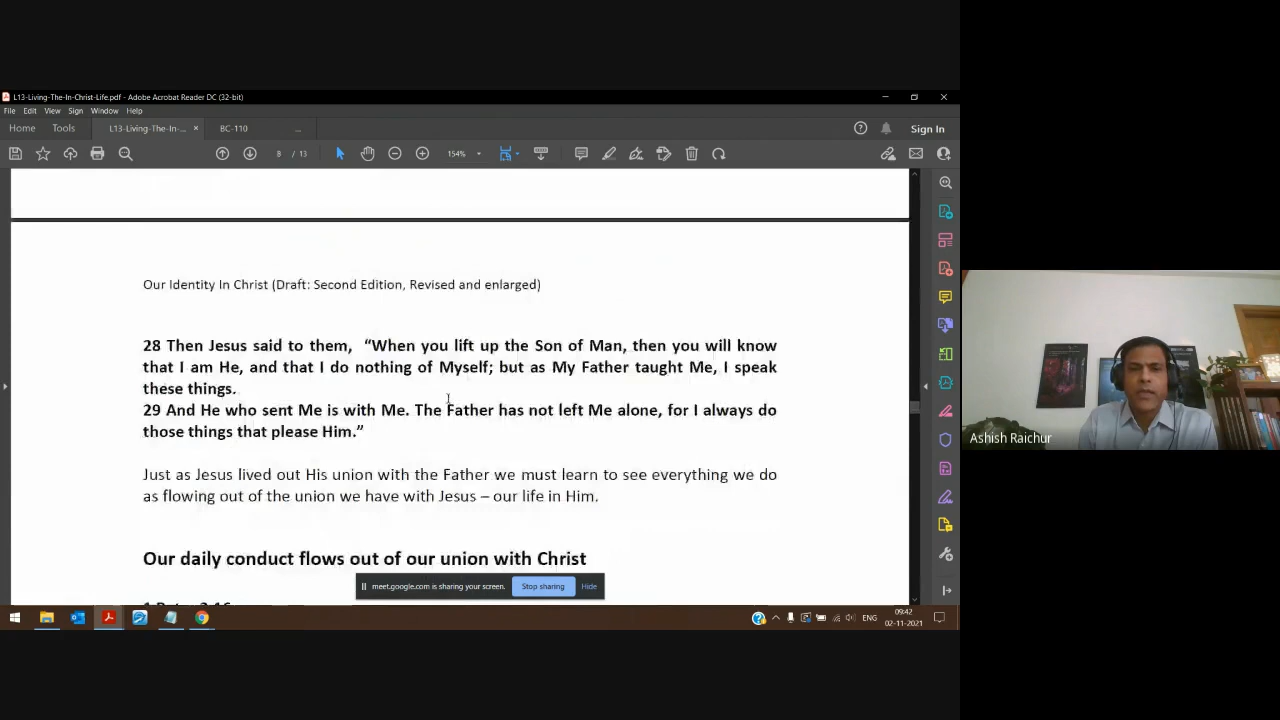 L13-Living-The-In-Christ-Life.pdf - Adobe Acrobat Reader DC (32-bit)
File Edit View Sign Window Help
Home Tools L13-Living-The-In-... × BC-110 ... Sign In
8 / 13 154%
Our Identity In Christ (Draft: Second Edition, Revised and enlarged)
28 Then Jesus said to them, “When you lift up the Son of Man, then you will know
that I am He, and that I do nothing of Myself; but as My Father taught Me, I speak
these things.
29 And He who sent Me is with Me. The Father has not left Me alone, for I always do
those things that please Him.”
Just as Jesus lived out His union with the Father we must learn to see everything we do
as flowing out of the union we have with Jesus – our life in Him.
Our daily conduct flows out of our union with Christ
meet.google.com is sharing your screen. Stop sharing Hide
ENG
09:42
02-11-2021
Ashish Raichur